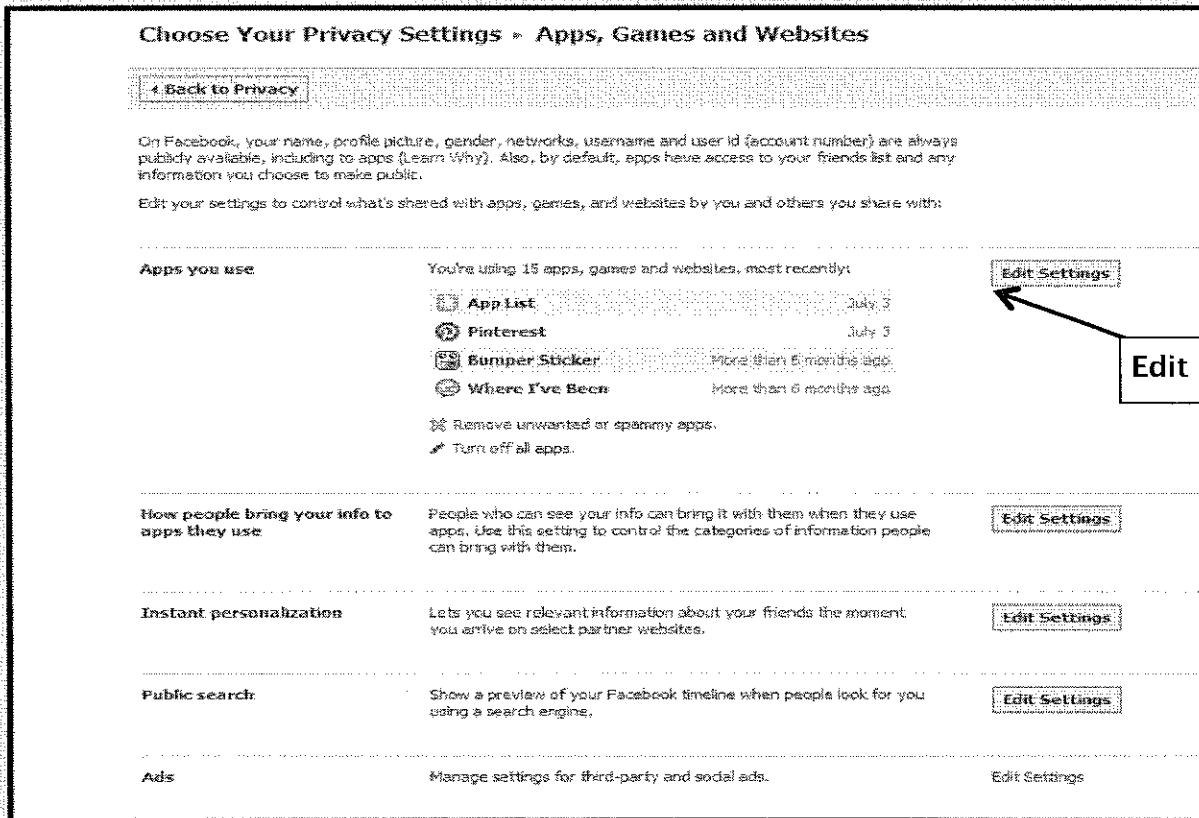 Choose Your Privacy Settings ▸ Apps, Games and Websites
◂ Back to Privacy
On Facebook, your name, profile picture, gender, networks, username and user id (account number) are always
publicly available, including to apps (Learn Why). Also, by default, apps have access to your friends list and any
information you choose to make public.
Edit your settings to control what's shared with apps, games, and websites by you and others you share with:
Apps you use
You're using 15 apps, games and websites, most recently:
Edit Settings
App List July 3
Pinterest July 3
Bumper Sticker More than 6 months ago
Where I've Been More than 6 months ago
Edit
Remove unwanted or spammy apps.
Turn off all apps.
How people bring your info to
apps they use
People who can see your info can bring it with them when they use
apps. Use this setting to control the categories of information people
can bring with them.
Edit Settings
Instant personalization
Lets you see relevant information about your friends the moment
you arrive on select partner websites.
Edit Settings
Public search
Show a preview of your Facebook timeline when people look for you
using a search engine.
Edit Settings
Ads
Manage settings for third-party and social ads.
Edit Settings